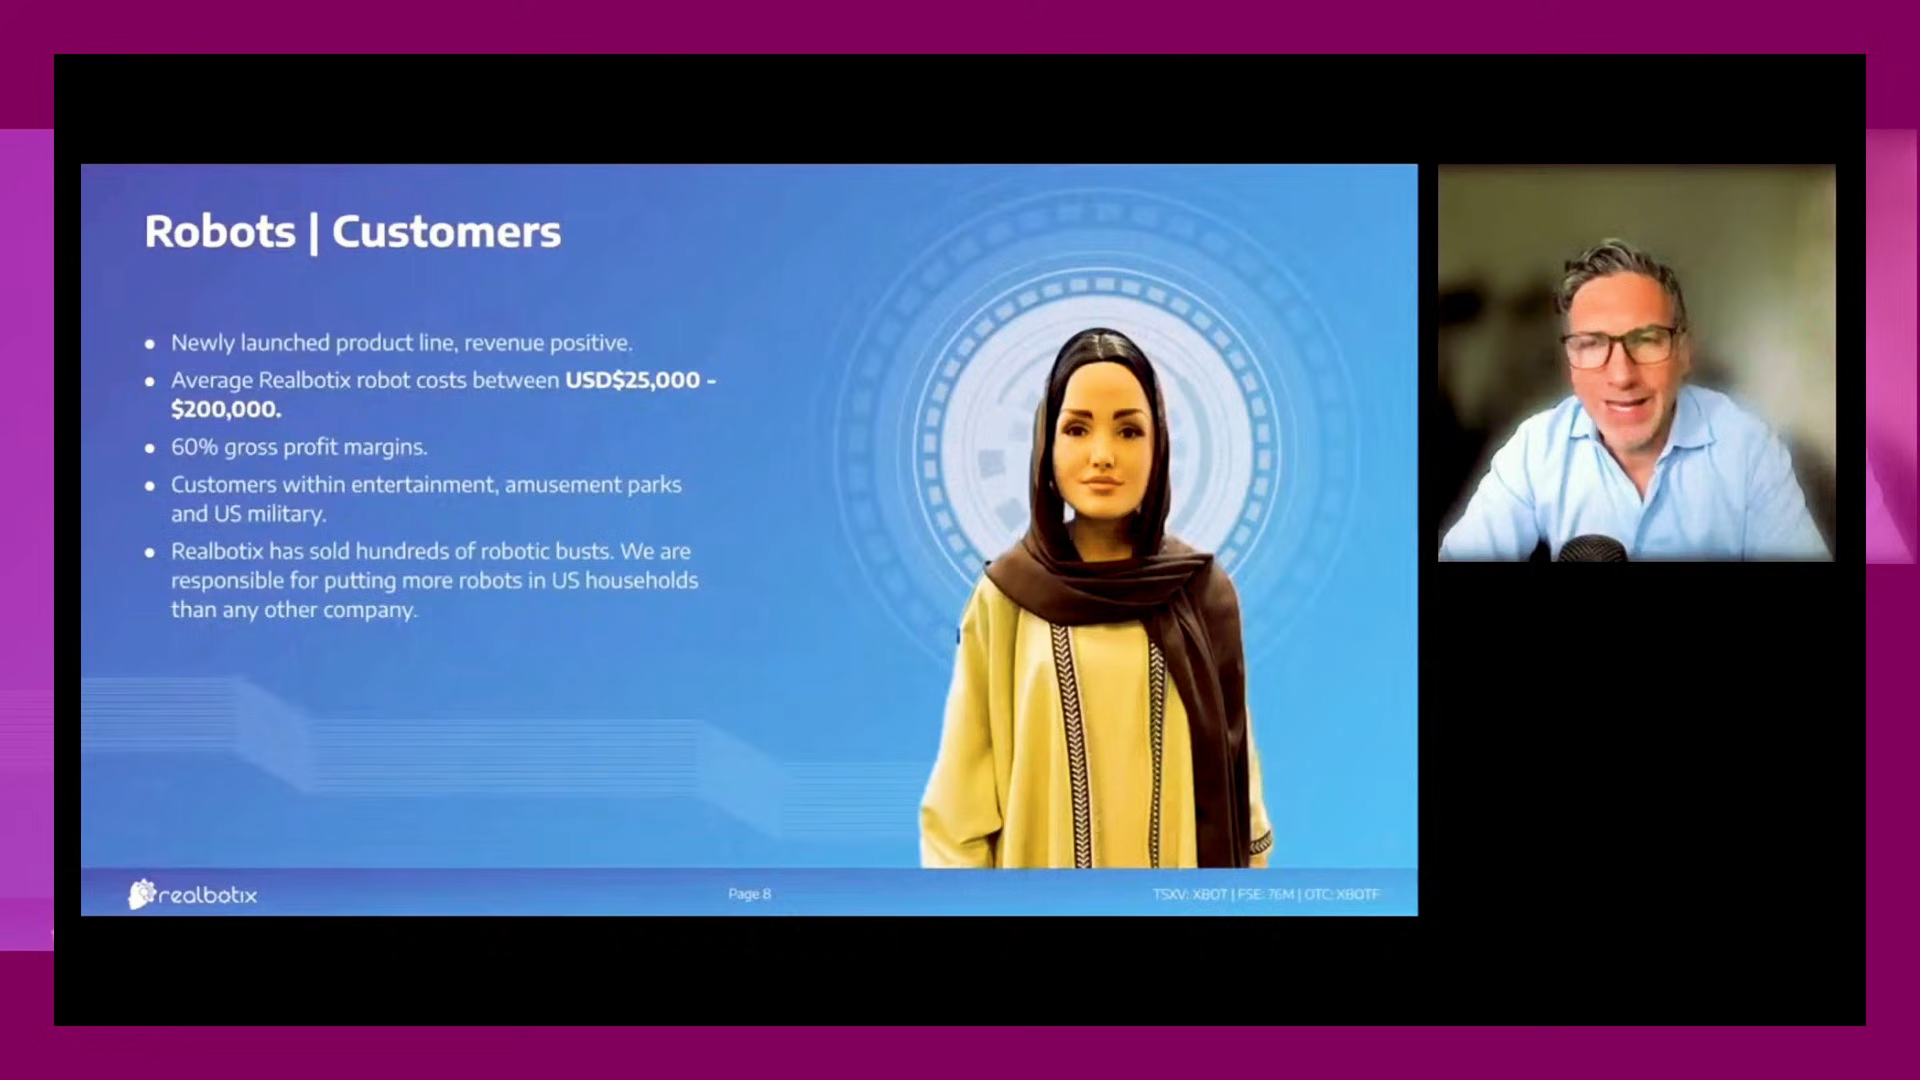 Robots | Customers
● Newly launched product line, revenue positive.
● Average Realbotix robot costs between USD$25,000 -
$200,000.
● 60% gross profit margins.
● Customers within entertainment, amusement parks
and US military.
● Realbotix has sold hundreds of robotic busts. We are
responsible for putting more robots in US households
than any other company.
realbotix
Page 8
TSXV: XBOT | FSE: 76M | OTC: XBOTF